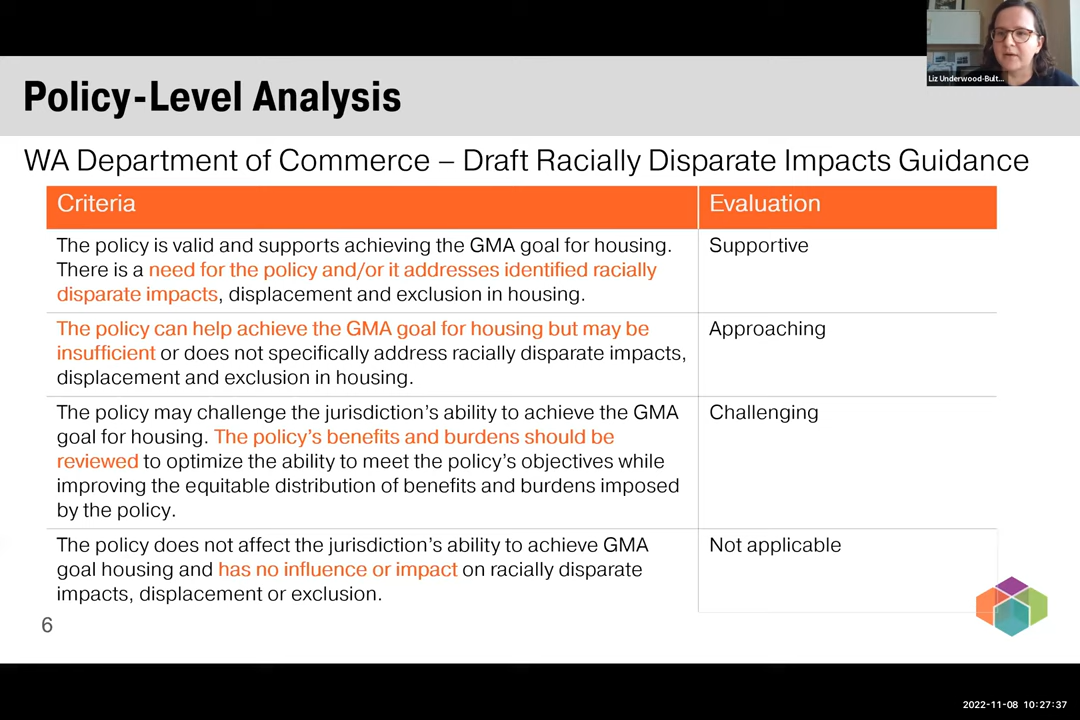 Liz Underwood-Bult...
Policy-Level Analysis
WA Department of Commerce – Draft Racially Disparate Impacts Guidance
Criteria
Evaluation
The policy is valid and supports achieving the GMA goal for housing.
There is a need for the policy and/or it addresses identified racially
disparate impacts, displacement and exclusion in housing.
Supportive
The policy can help achieve the GMA goal for housing but may be
insufficient or does not specifically address racially disparate impacts,
displacement and exclusion in housing.
Approaching
The policy may challenge the jurisdiction's ability to achieve the GMA
goal for housing. The policy's benefits and burdens should be
reviewed to optimize the ability to meet the policy's objectives while
improving the equitable distribution of benefits and burdens imposed
by the policy.
Challenging
The policy does not affect the jurisdiction's ability to achieve GMA
goal housing and has no influence or impact on racially disparate
impacts, displacement or exclusion.
Not applicable
6
2022-11-08 10:27:37